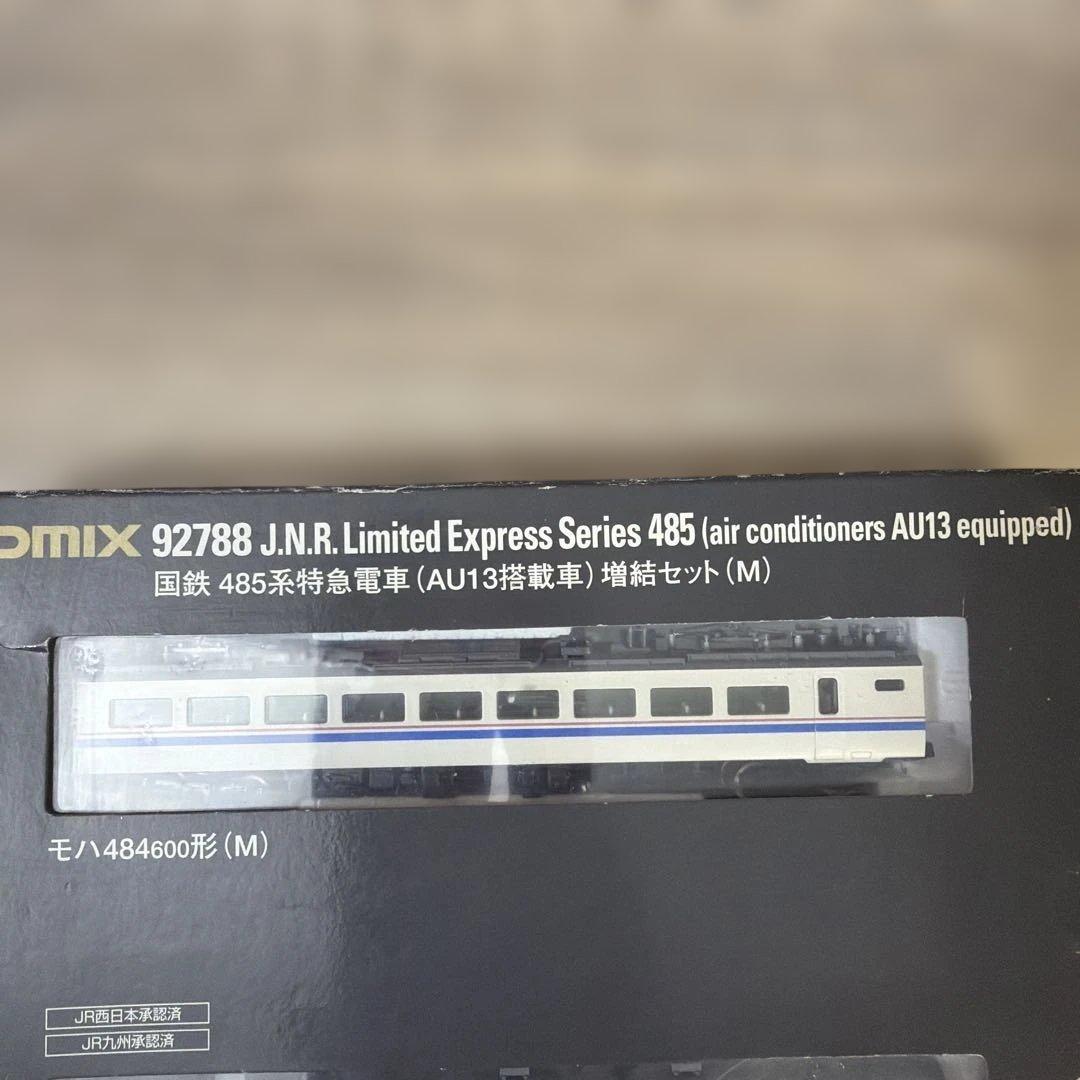 OMIX 92788 J.N.R. Limited Express Series 485 (air conditioners AU13 equipped)
国鉄 485系特急電車（AU13搭載車）増結セット（M）
モハ484600形（M）
JR西日本承認済
JR九州承認済